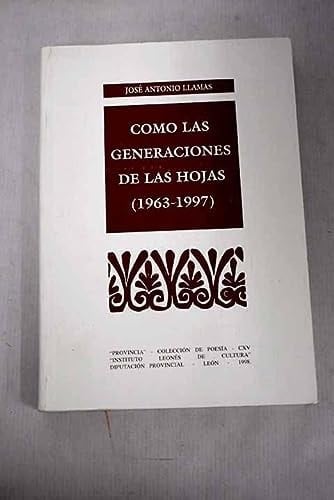 JOSÉ ANTONIO LLAMAS
COMO LAS
GENERACIONES
DE LAS HOJAS
(1963-1997)
"PROVINCIA" - COLECCIÓN DE POESÍA - CXV
"INSTITUTO LEONÉS DE CULTURA"
DIPUTACIÓN PROVINCIAL - LEÓN - 1998